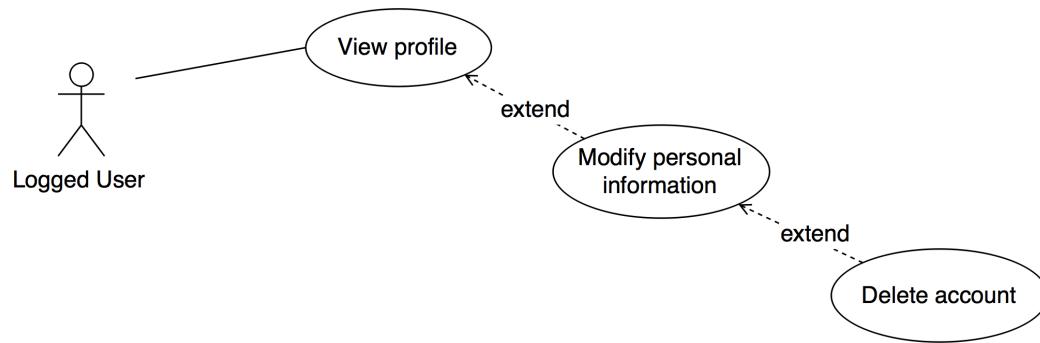 View profile
extend
Modify personal
information
Logged User
extend
Delete account